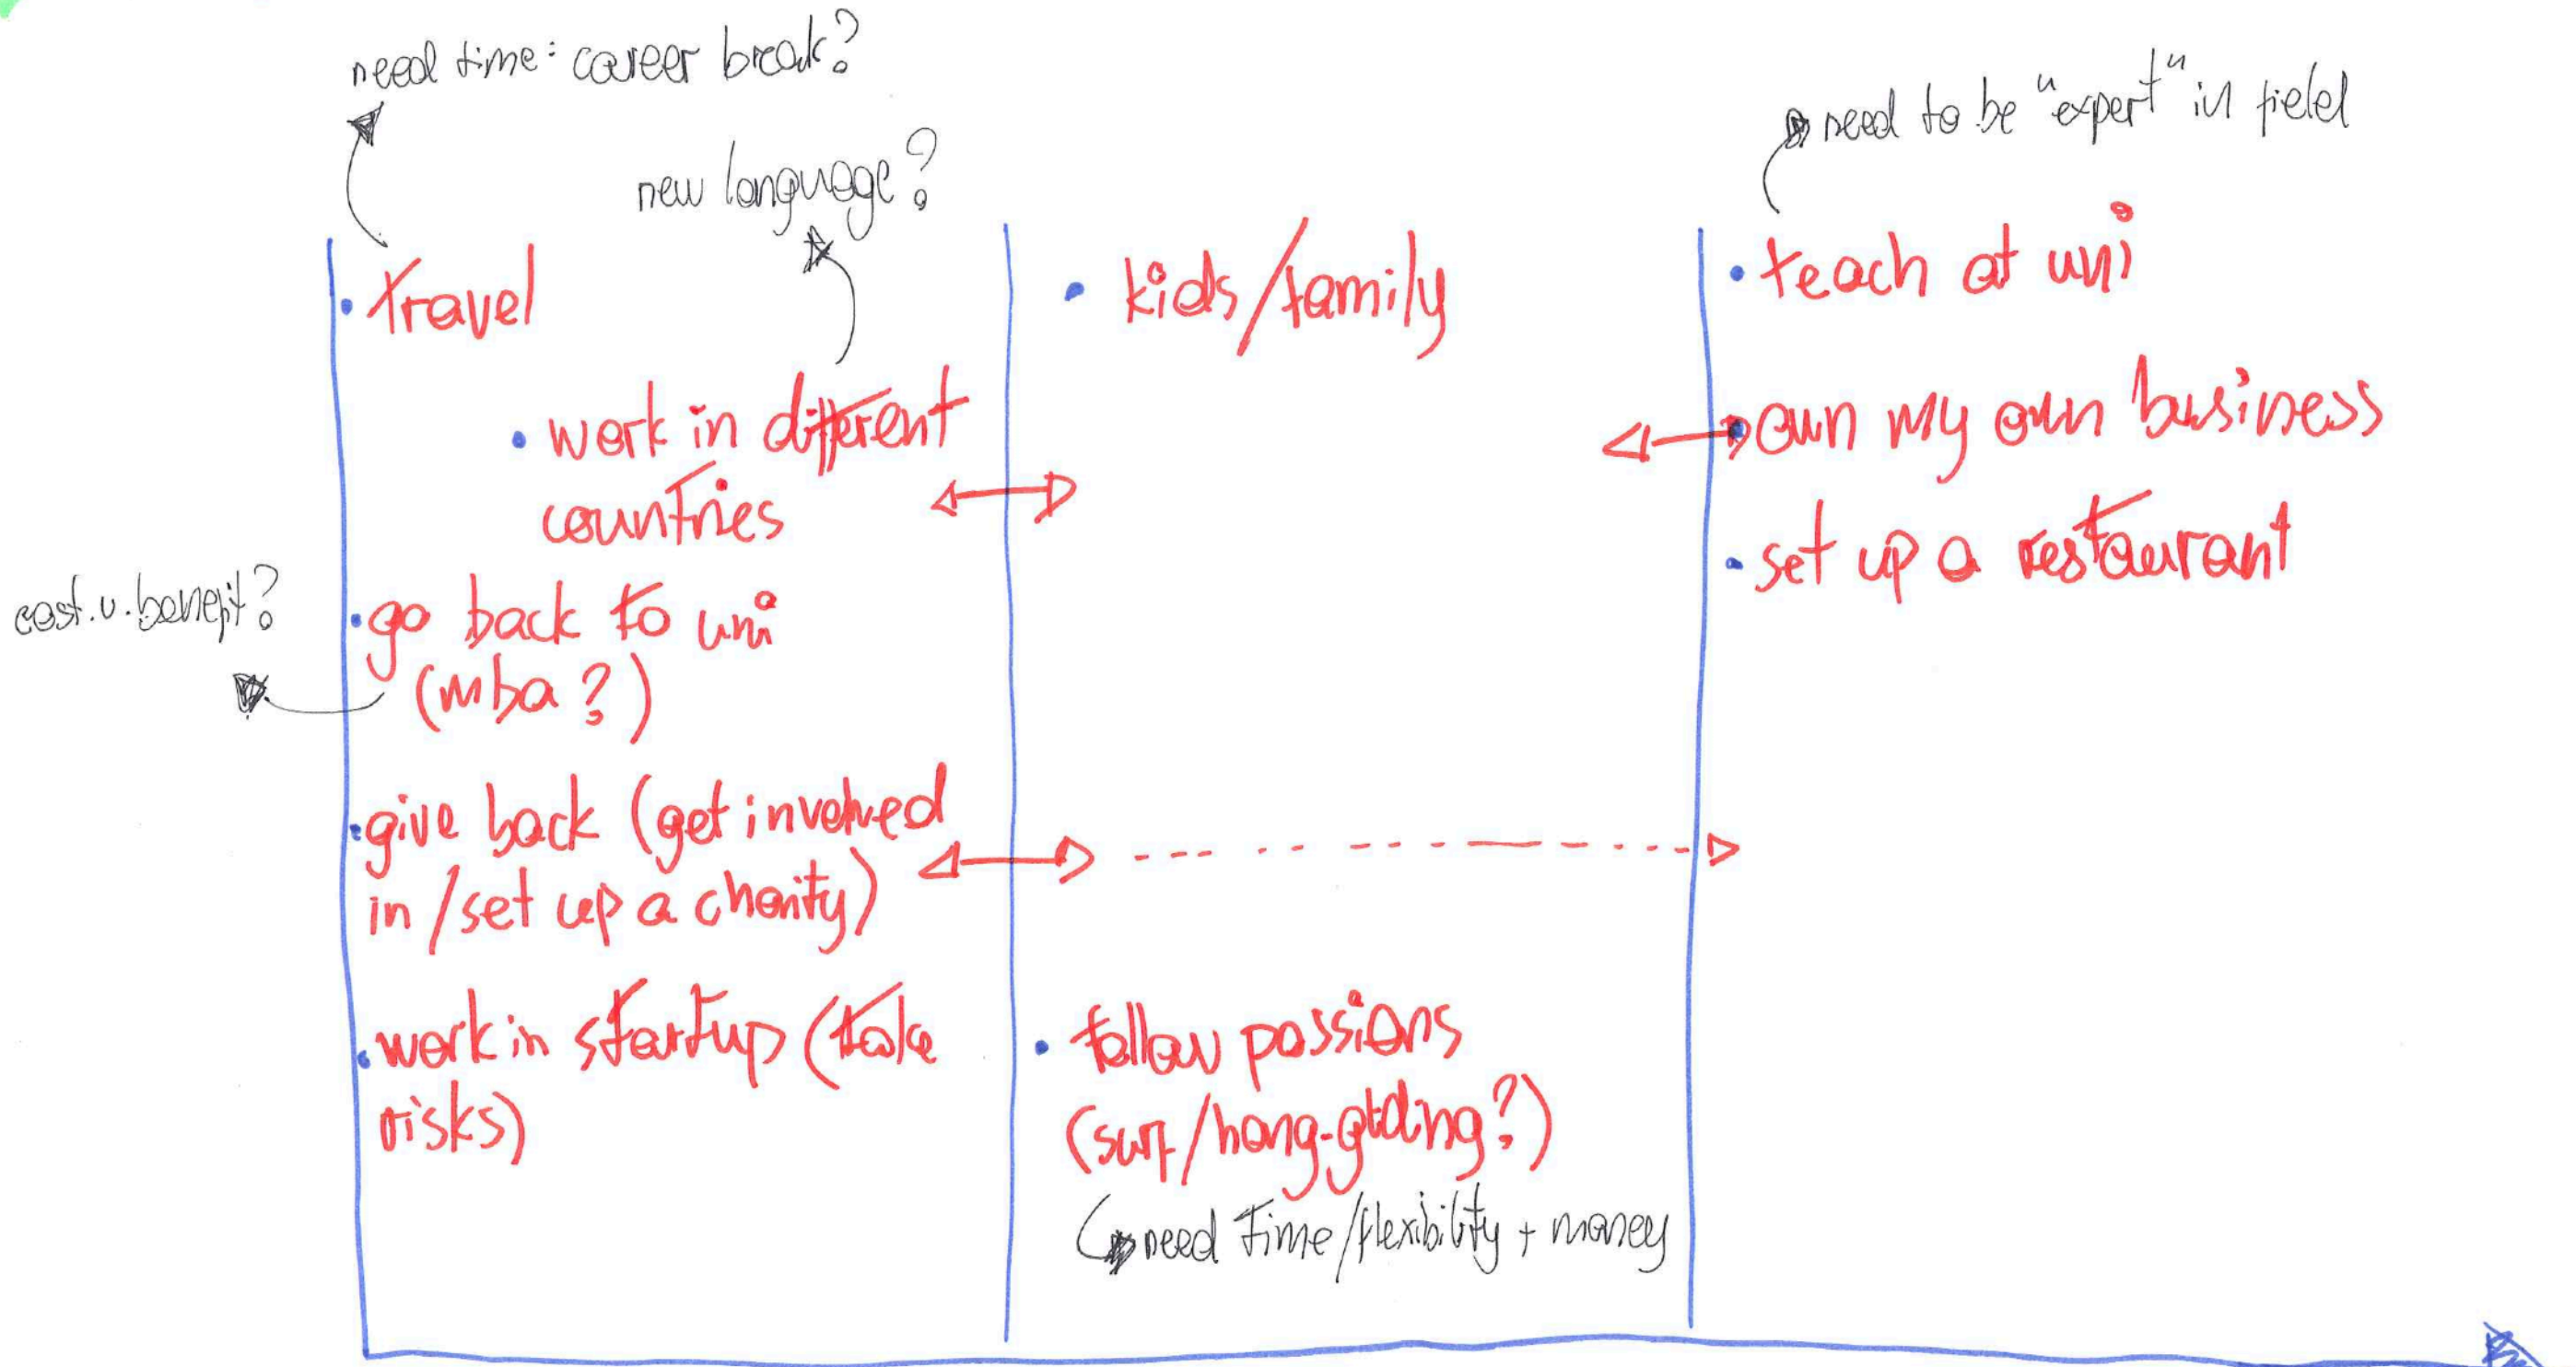 need time: career break?
new language?
need to be "expert" in field
• travel
• work in different
countries
cost.v.benefit?
• go back to uni
(mba?)
• give back (get involved
in/set up a charity)
• work in startup (take
risks)
• kids/family
• follow passions
(surf/hang-gliding?)
need time/flexibility + money
• teach at uni
• own my own business
• set up a restaurant